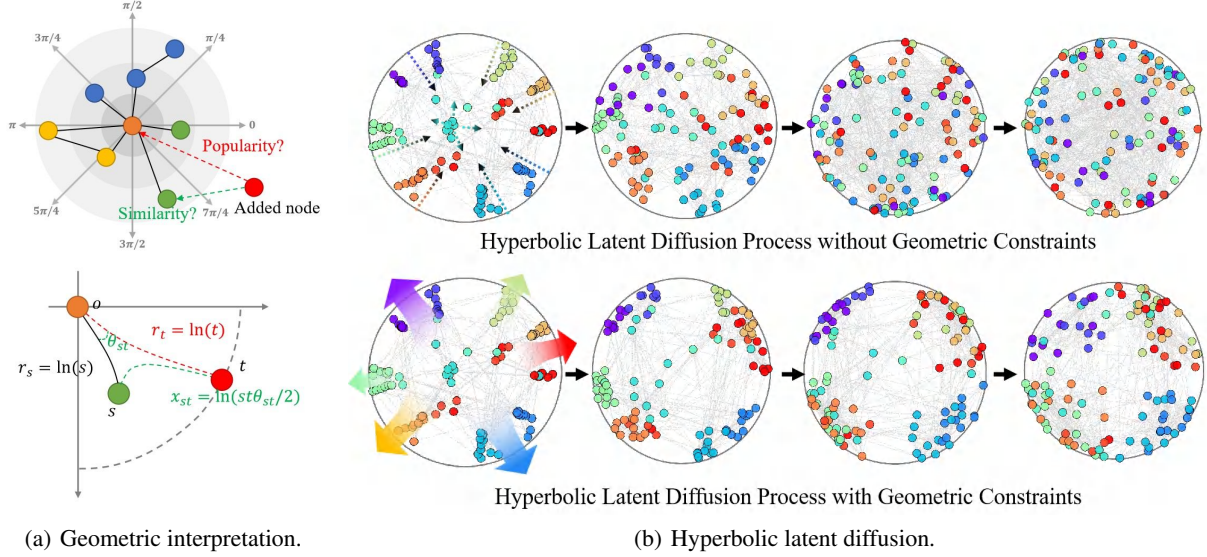 π/2
3π/4
π/4
π
0
Popularity?
Similarity?
Added node
5π/4
7π/4
3π/2
o
r_t = ln(t)
θ_st
r_s = ln(s)
t
s
x_st = ln(stθ_st/2)
(a) Geometric interpretation.
Hyperbolic Latent Diffusion Process without Geometric Constraints
Hyperbolic Latent Diffusion Process with Geometric Constraints
(b) Hyperbolic latent diffusion.